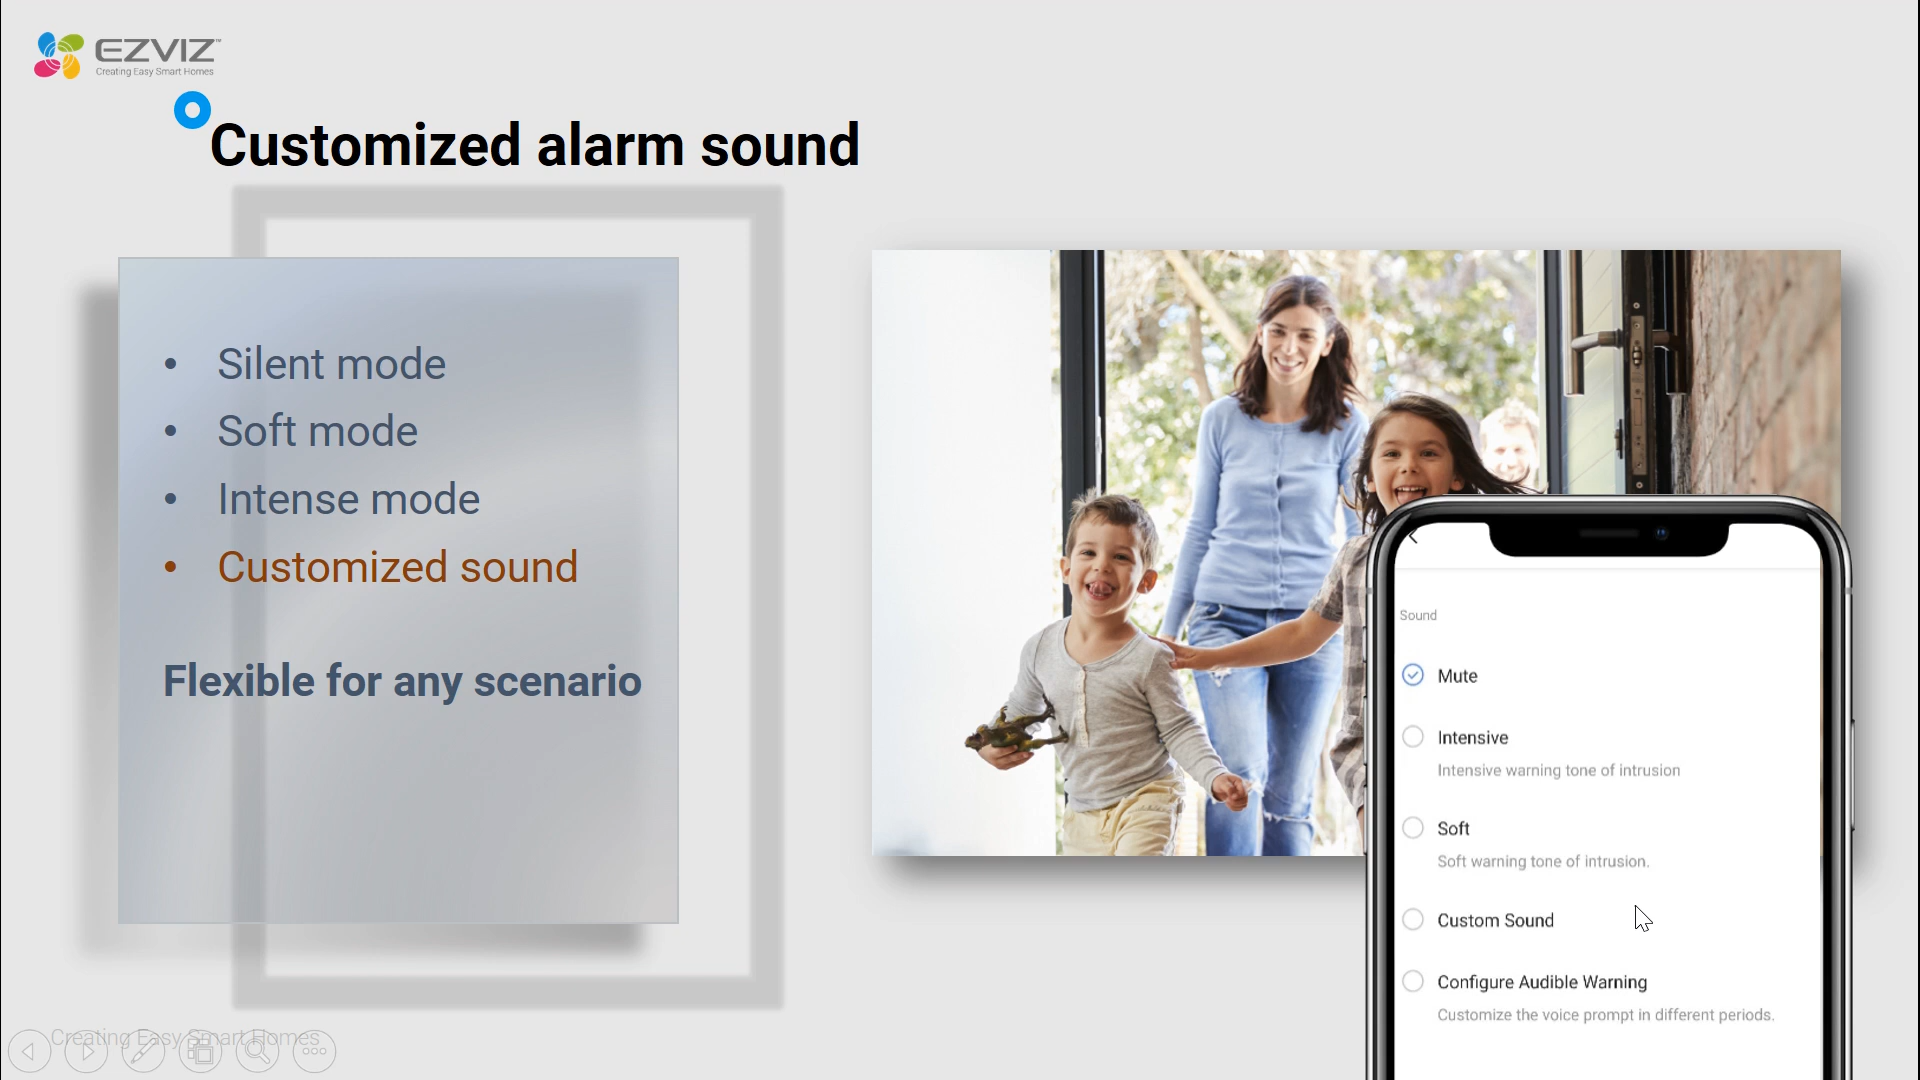 EZVIZ™
Creating Easy Smart Homes
Customized alarm sound
• Silent mode
• Soft mode
• Intense mode
• Customized sound
Flexible for any scenario
Sound
Mute
Intensive
Intensive warning tone of intrusion
Soft
Soft warning tone of intrusion.
Custom Sound
Configure Audible Warning
Customize the voice prompt in different periods.
Creating Easy Smart Homes